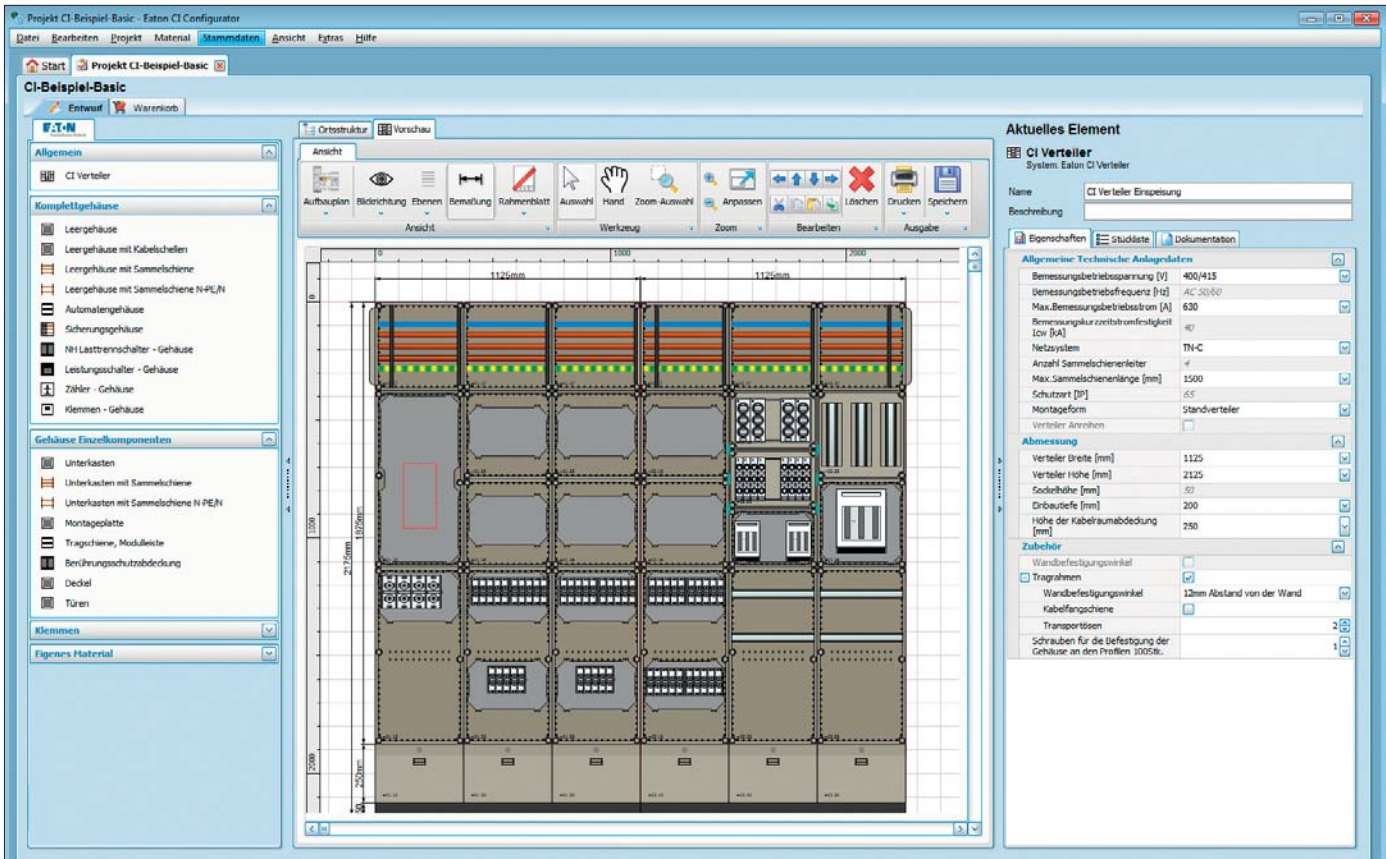 Projekt CI-Beispiel-Basic - Eaton CI Configurator
Datei Bearbeiten Projekt Material Stammdaten Ansicht Extras Hilfe
Start Projekt CI-Beispiel-Basic
CI-Beispiel-Basic
Entwurf Warenkorb
EATON
Allgemein
CI Verteiler
Komplettgehäuse
Leergehäuse
Leergehäuse mit Kabelschellen
Leergehäuse mit Sammelschiene
Leergehäuse mit Sammelschiene N-PE/N
Automatengehäuse
Sicherungsgehäuse
NH Lasttrennschalter - Gehäuse
Leistungsschalter - Gehäuse
Zähler - Gehäuse
Klemmen - Gehäuse
Gehäuse Einzelkomponenten
Unterkasten
Unterkasten mit Sammelschiene
Unterkasten mit Sammelschiene N-PE/N
Montageplatte
Tragschiene, Modulleiste
Berührungsschutzabdeckung
Deckel
Türen
Klemmen
Eigenes Material
Ortsstruktur Vorschau
Ansicht
Aufbauplan Blickrichtung Ebenen Bemaßung Rahmenblatt Auswahl Hand Zoom-Auswahl Anpassen Löschen Drucken Speichern
Ansicht Werkzeug Zoom Bearbeiten Ausgabe
0 1000 2000
1125mm 1125mm
0
1000
2000
2175mm
1875mm
250mm
50
Aktuelles Element
CI Verteiler
System: Eaton CI Verteiler
Name CI Verteiler Einspeisung
Beschreibung
Eigenschaften Stückliste Dokumentation
Allgemeine Technische Anlagedaten
Bemessungsbetriebsspannung [V] 400/415
Bemessungsbetriebsfrequenz [Hz] AC 50/60
Max.Bemessungsbetriebsstrom [A] 630
Bemessungskurzzeitstromfestigkeit
Icw [kA] 40
Netzsystem TN-C
Anzahl Sammelschienenleiter 4
Max.Sammelschienenlänge [mm] 1500
Schutzart [IP] 65
Montageform Standverteiler
Verteiler Anreihen
Abmessung
Verteiler Breite [mm] 1125
Verteiler Höhe [mm] 2125
Sockelhöhe [mm] 50
Einbautiefe [mm] 200
Höhe der Kabelraumabdeckung
[mm] 250
Zubehör
Wandbefestigungswinkel
Tragrahmen
Wandbefestigungswinkel 12mm Abstand von der Wand
Kabelfangschiene
Transportösen 2
Schrauben für die Befestigung der
Gehäuse an den Profilen 100Stk. 1